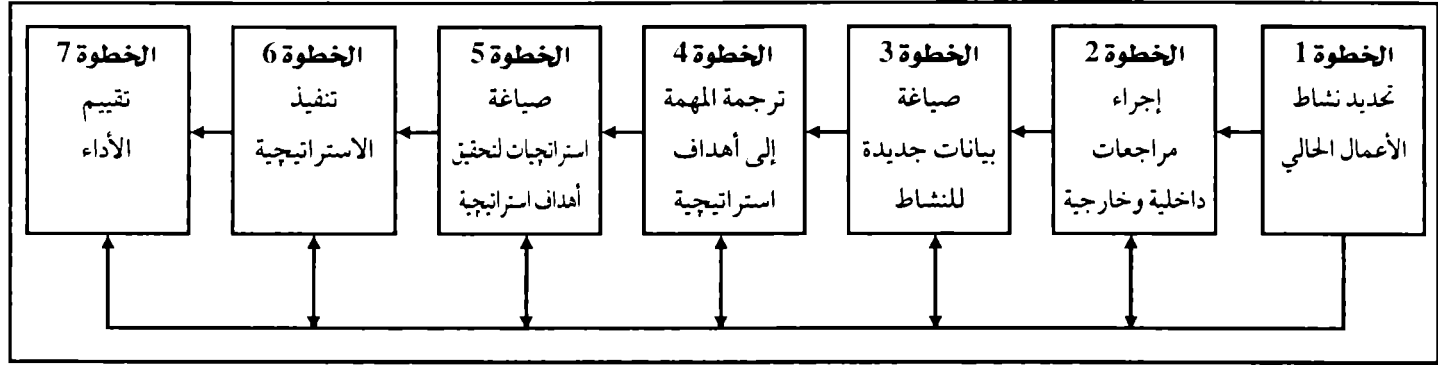 الخطوة 1
تحديد نشاط
الأعمال الحالي
الخطوة 2
إجراء
مراجعات
داخلية وخارجية
الخطوة 3
صياغة
بيانات جديدة
للنشاط
الخطوة 4
ترجمة المهمة
إلى أهداف
استراتيجية
الخطوة 5
صياغة
استراتجيات لتحقيق
أهداف استراتيجية
الخطوة 6
تنفيذ
الاستراتيجية
الخطوة 7
تقييم
الأداء